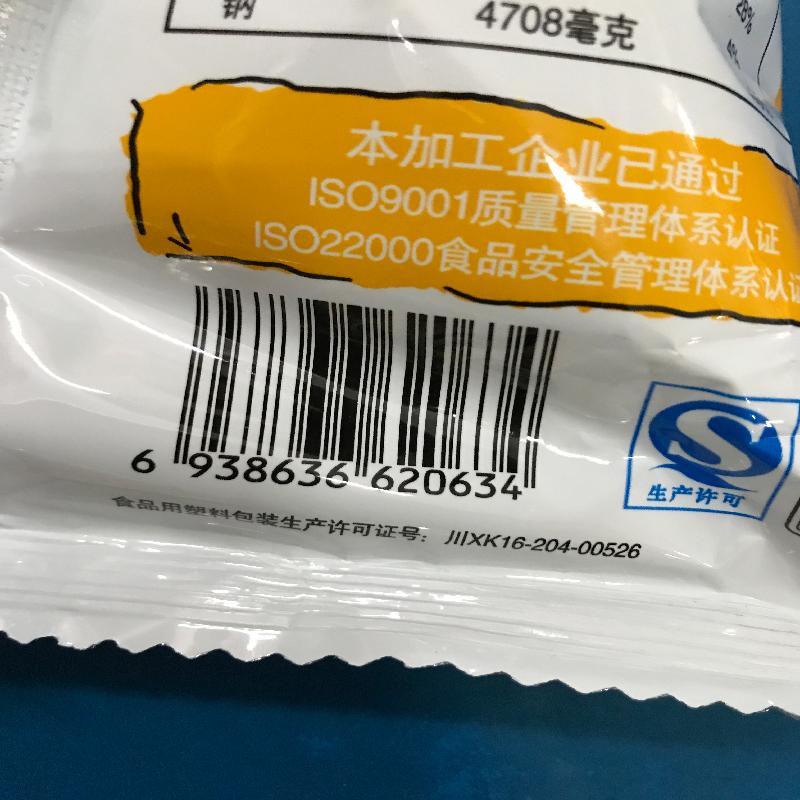 钠 4708毫克
28%
本加工企业已通过
ISO9001质量管理体系认证
ISO22000食品安全管理体系认证
6 938636 620634
生产许可
食品用塑料包装生产许可证号：川XK16-204-00526